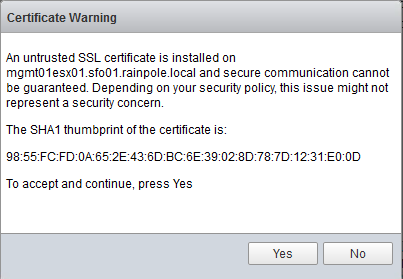 Certificate Warning
An untrusted SSL certificate is installed on
mgmt01esx01.sfo01.rainpole.local and secure communication cannot
be guaranteed. Depending on your security policy, this issue might not
represent a security concern.
The SHA1 thumbprint of the certificate is:
98:55:FC:FD:0A:65:2E:43:6D:BC:6E:39:02:8D:78:7D:12:31:E0:0D
To accept and continue, press Yes
Yes No